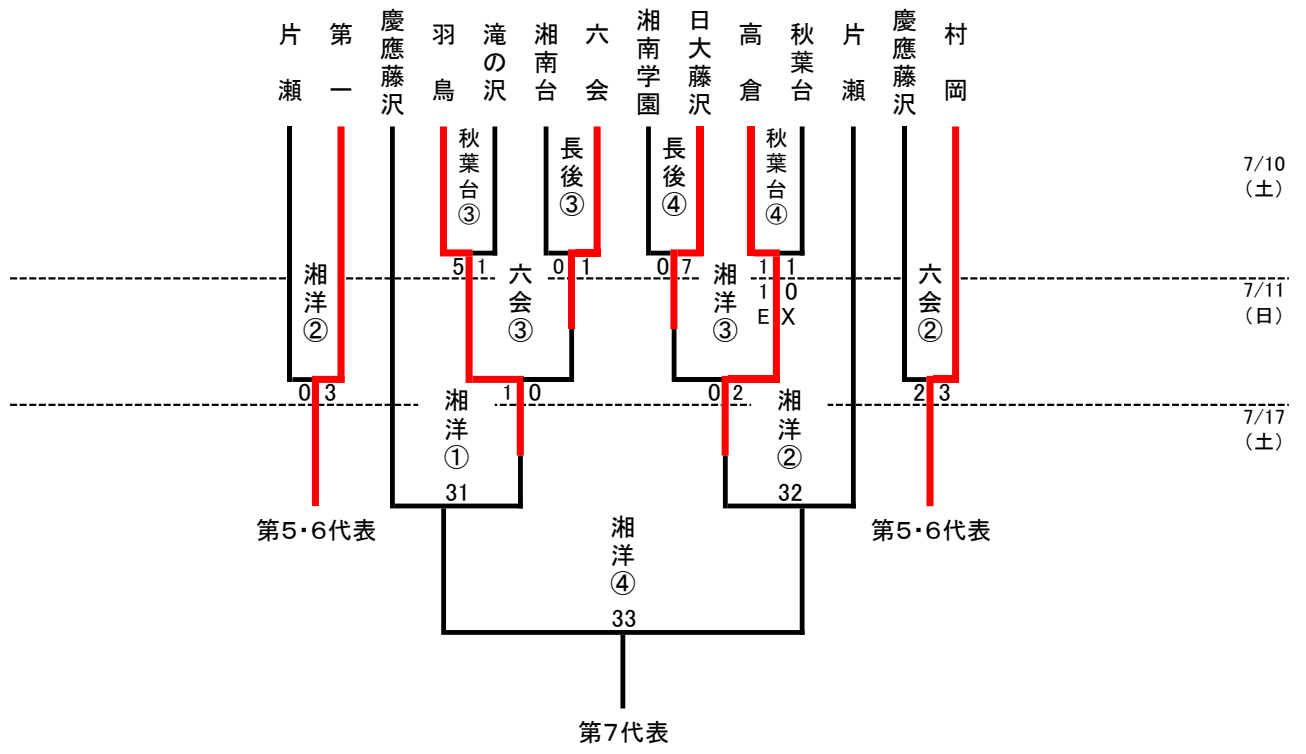 片瀬
第一
慶應藤沢
羽鳥
滝の沢
湘南台
六会
湘南学園
日大藤沢
高倉
秋葉台
片瀬
慶應藤沢
村岡
秋葉台③
長後③
長後④
秋葉台④
7/10
(土)
5 1
0 1
0 7
1 1
1 0
E X
湘洋②
六会③
湘洋③
六会②
7/11
(日)
0 3
1 0
0 2
2 3
湘洋①
湘洋②
7/17
(土)
31
32
第5・6代表
第5・6代表
湘洋④
33
第7代表